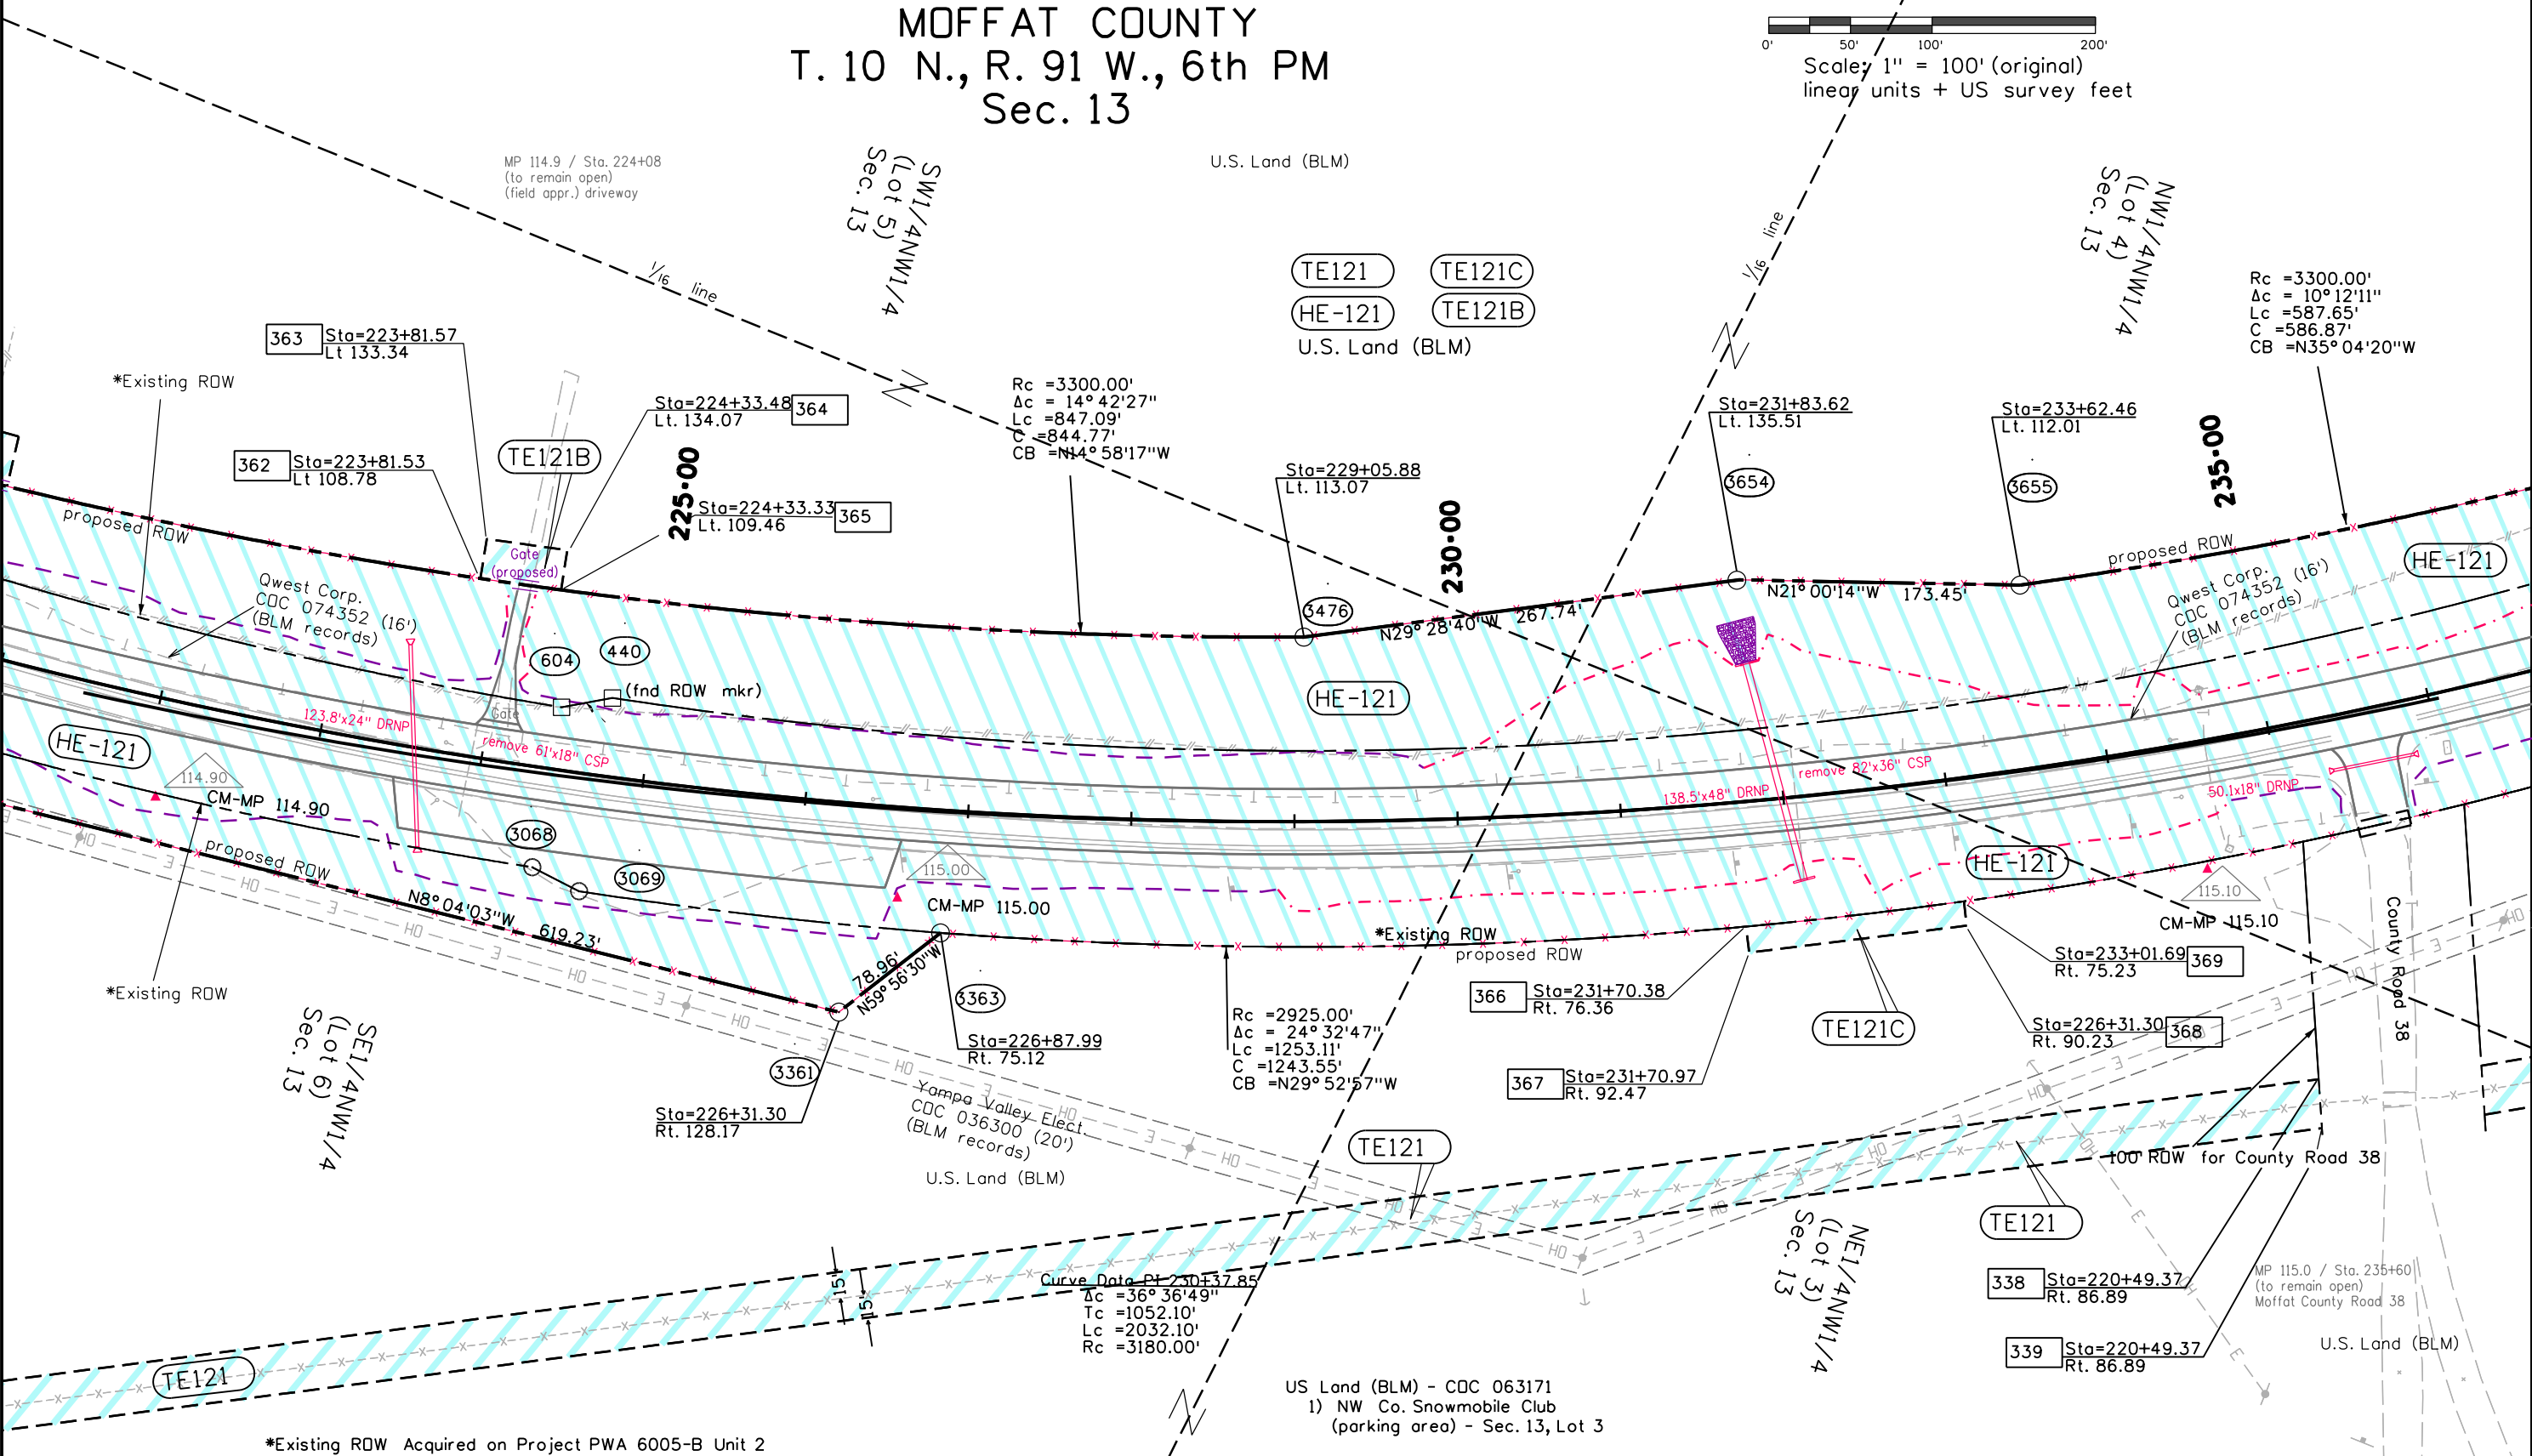 MOFFAT COUNTY
T. 10 N., R. 91 W., 6th PM
Sec. 13
0'
50'
100'
200'
Scale: 1" = 100' (original)
linear units + US survey feet
MP 114.9 / Sta. 224+08
(to remain open)
(field appr.) driveway
SW1/4NW1/4
(Lot 5)
Sec. 13
U.S. Land (BLM)
NW1/4NW1/4
(Lot 4)
Sec. 13
1/16 line
1/16 line
TE121
TE121C
HE-121
TE121B
U.S. Land (BLM)
Rc =3300.00'
Δc = 10°12'11"
Lc =587.65'
C =586.87'
CB =N35°04'20"W
363
Sta=223+81.57
Lt 133.34
*Existing ROW
362
Sta=223+81.53
Lt 108.78
TE121B
Sta=224+33.48
Lt. 134.07
364
225+00
Sta=224+33.33
Lt. 109.46
365
Rc =3300.00'
Δc = 14°42'27"
Lc =847.09'
C =844.77'
CB =N14°58'17"W
Sta=229+05.88
Lt. 113.07
230+00
Sta=231+83.62
Lt. 135.51
3654
Sta=233+62.46
Lt. 112.01
3655
235+00
proposed ROW
Gate
(proposed)
Qwest Corp.
COC 074352 (16')
(BLM records)
604
440
(fnd ROW mkr)
Gate
3476
N29°28'40"W 267.74'
N21°00'14"W 173.45'
proposed ROW
HE-121
Qwest Corp.
COC 074352 (16')
(BLM records)
HE-121
HE-121
123.8'x24" DRNP
remove 61'x18" CSP
138.5'x48" DRNP
remove 82'x36" CSP
50.1x18" DRNP
114.90
CM-MP 114.90
proposed ROW
3068
3069
N8°04'03"W 619.23'
115.00
CM-MP 115.00
*Existing ROW
proposed ROW
HE-121
115.10
CM-MP 115.10
County Road 38
*Existing ROW
78.96'
N59°56'30"W
3363
Sta=226+87.99
Rt. 75.12
3361
Sta=226+31.30
Rt. 128.17
Rc =2925.00'
Δc = 24°32'47"
Lc =1253.11'
C =1243.55'
CB =N29°52'57"W
366
Sta=231+70.38
Rt. 76.36
367
Sta=231+70.97
Rt. 92.47
TE121C
Sta=233+01.69
Rt. 75.23
369
Sta=226+31.30
Rt. 90.23
368
SE1/4NW1/4
(Lot 6)
Sec. 13
OH
E
OH
E
OH
E
OH
E
OH
E
OH
E
OH
E
OH
E
OH
E
OH
E
OH
E
OH
E
OH
E
OH
E
OH
E
OH
E
Yampa Valley Elect.
COC 036300 (20')
(BLM records)
U.S. Land (BLM)
TE121
100' ROW for County Road 38
TE121
NE1/4NW1/4
(Lot 3)
Sec. 13
338
Sta=220+49.37
Rt. 86.89
339
Sta=220+49.37
Rt. 86.89
MP 115.0 / Sta. 235+60
(to remain open)
Moffat County Road 38
U.S. Land (BLM)
15'
15'
Curve Data PI 230+37.85
Δc =36°36'49"
Tc =1052.10'
Lc =2032.10'
Rc =3180.00'
TE121
US Land (BLM) - COC 063171
1) NW Co. Snowmobile Club
(parking area) - Sec. 13, Lot 3
*Existing ROW Acquired on Project PWA 6005-B Unit 2